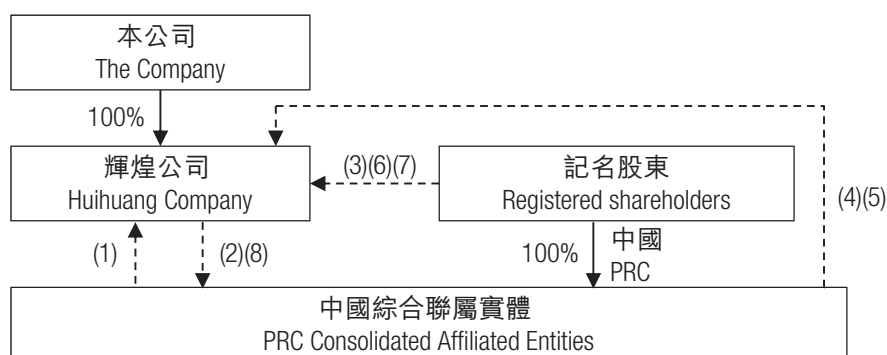 本公司
The Company
100%
輝煌公司
Huihuang Company
(3)(6)(7)
記名股東
Registered shareholders
(4)(5)
(1)
(2)(8)
100%
中國
PRC
中國綜合聯屬實體
PRC Consolidated Affiliated Entities